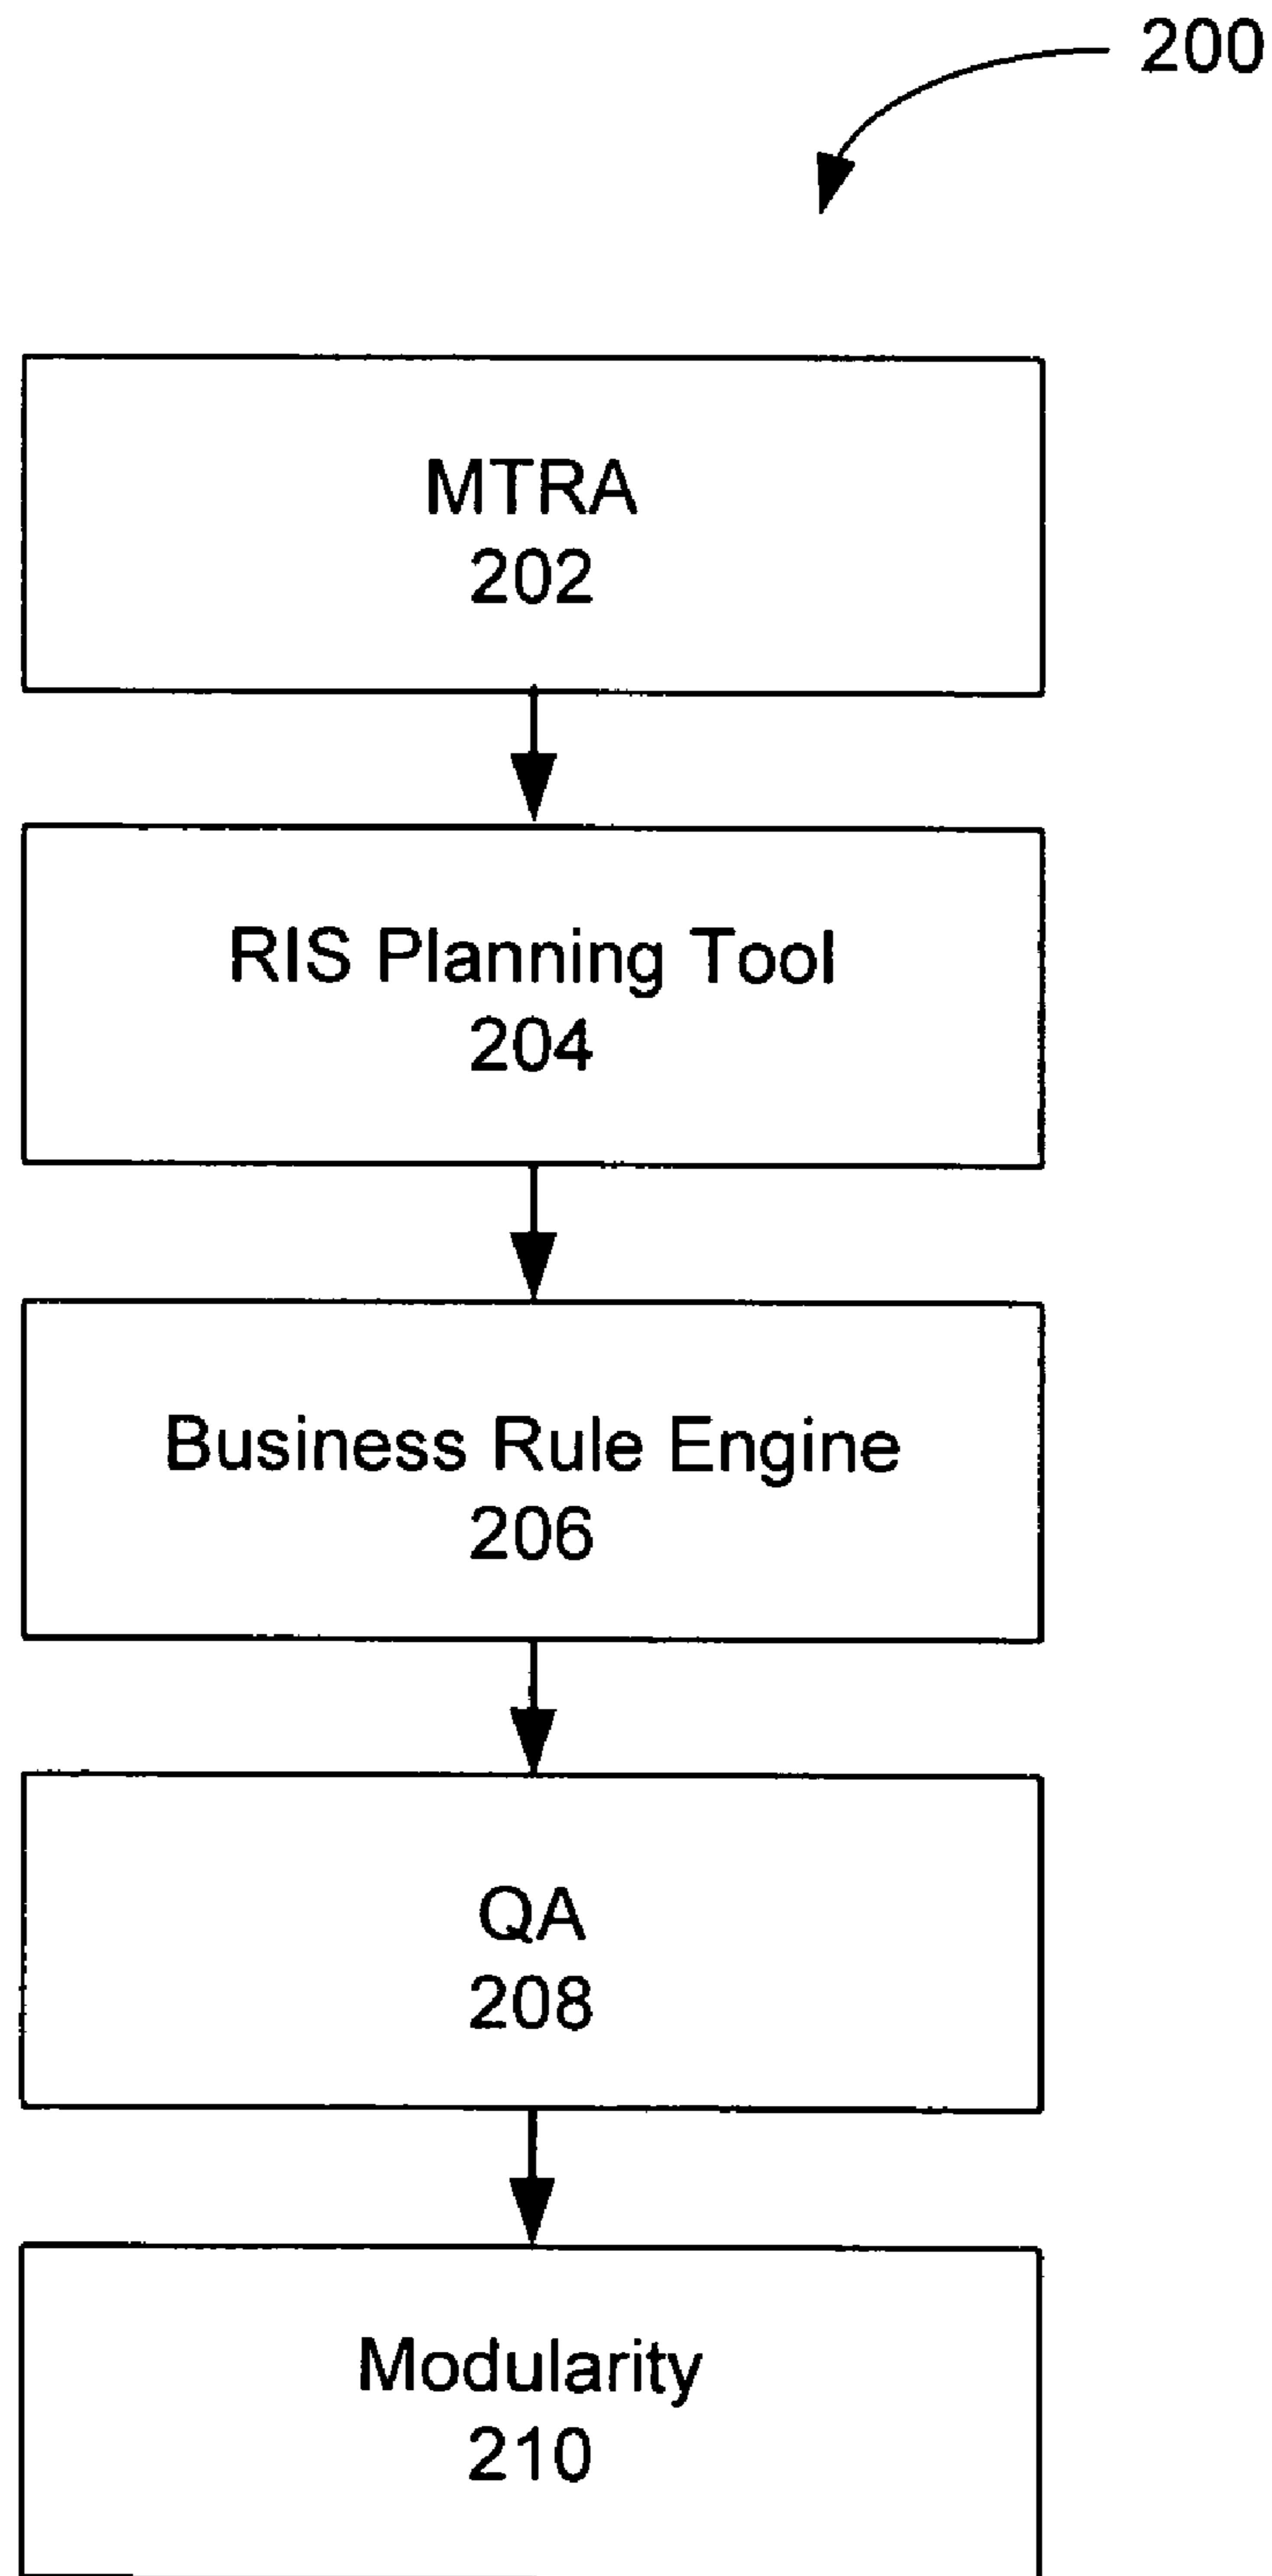 200
MTRA
202
RIS Planning Tool
204
Business Rule Engine
206
QA
208
Modularity
210